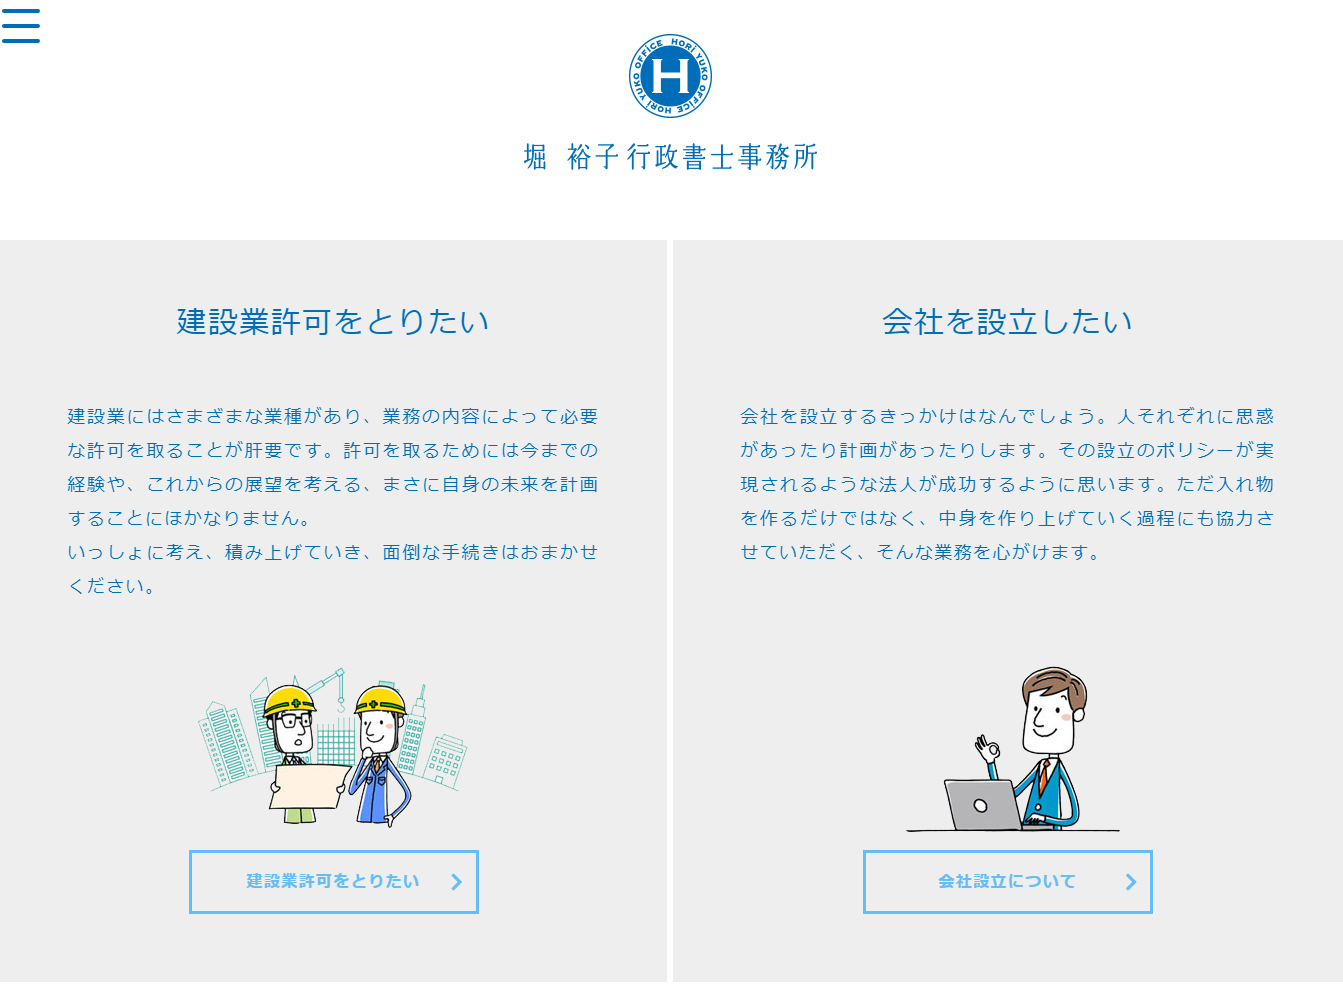 HORI YUKO OFFICE HORI YUKO OFFICE
H
堀 裕子 行政書士事務所
建設業許可をとりたい
建設業にはさまざまな業種があり、業務の内容によって必要
な許可を取ることが肝要です。許可を取るためには今までの
経験や、これからの展望を考える、まさに自身の未来を計画
することにほかなりません。
いっしょに考え、積み上げていき、面倒な手続きはおまかせ
ください。
建設業許可をとりたい
会社を設立したい
会社を設立するきっかけはなんでしょう。人それぞれに思惑
があったり計画があったりします。その設立のポリシーが実
現されるような法人が成功するように思います。ただ入れ物
を作るだけではなく、中身を作り上げていく過程にも協力さ
せていただく、そんな業務を心がけます。
会社設立について